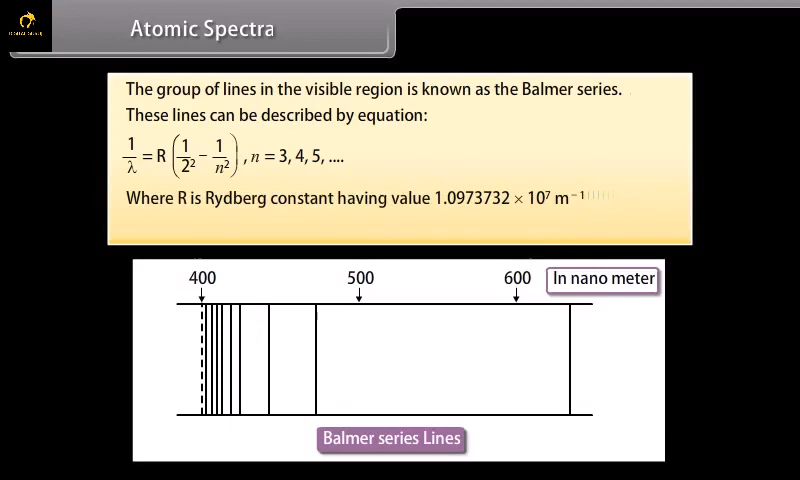 Atomic Spectra
The group of lines in the visible region is known as the Balmer series.
These lines can be described by equation:
1/λ = R (1/2² − 1/n²), n = 3, 4, 5, ....
Where R is Rydberg constant having value 1.0973732 × 10⁷ m⁻¹
400 500 600 In nano meter
Balmer series Lines